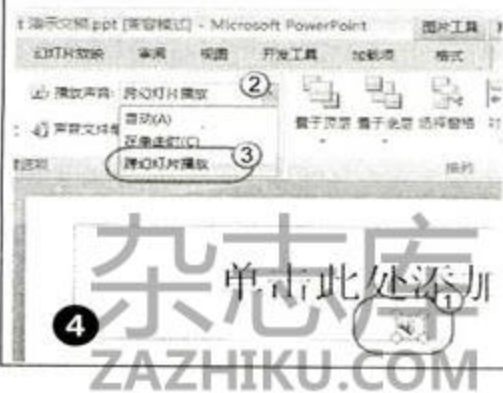 演示文稿.ppt [兼容模式] - Microsoft PowerPoint 图片工具
幻灯片放映 审阅 视图 开发工具 加载项 格式
播放声音: 跨幻灯片播放 ②
自动(A)
在单击时(C)
跨幻灯片播放 ③
声音文件
置于顶层 置于底层 选择窗格 对
选项
排列
单击此处添加
①
④
杂志库
ZAZHIKU.COM